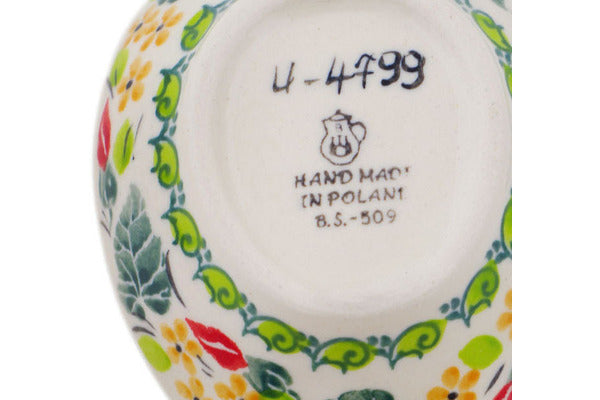 U-4799
HAND MADE
IN POLAND
B.S.-509